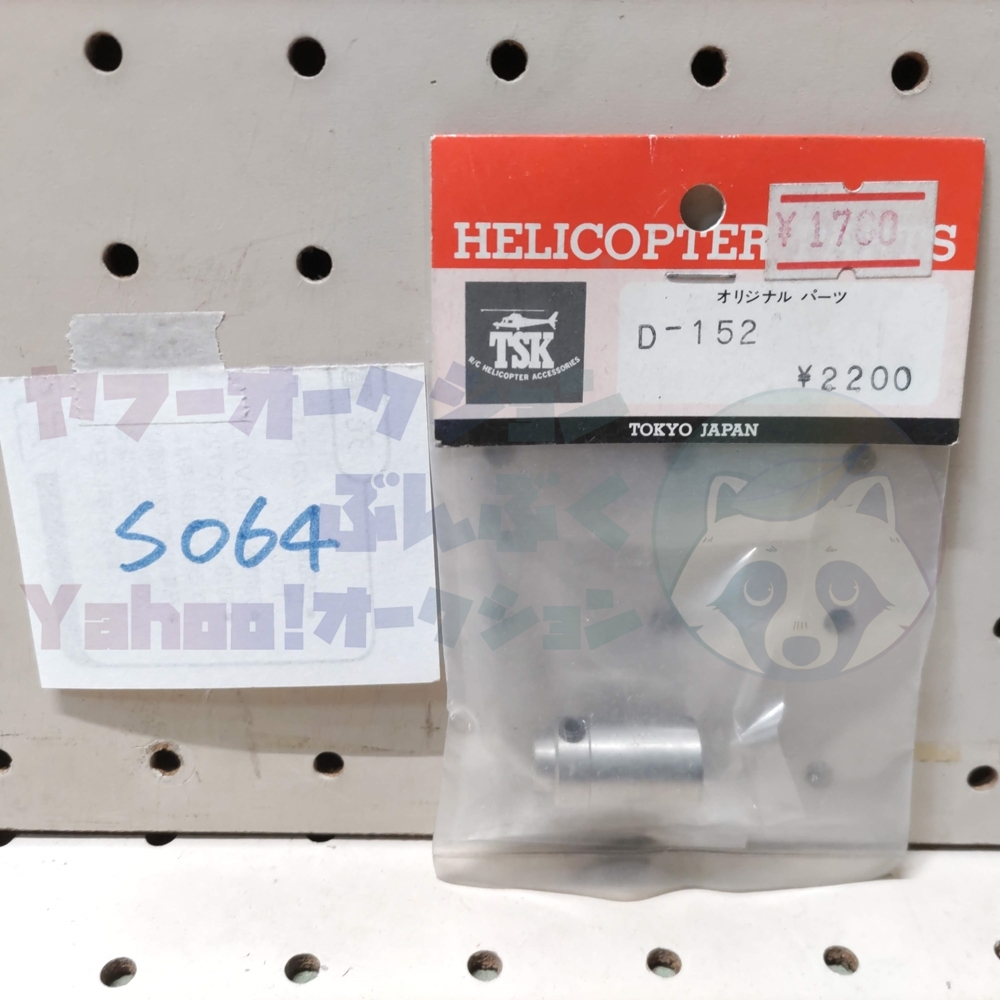 HELICOPTER
¥1760
オリジナル パーツ
D-152
¥2200
TSK
R/C HELICOPTER ACCESSORIES
TOKYO JAPAN
S064
ヤフーオークション
ぶんぶく
Yahoo!オークション